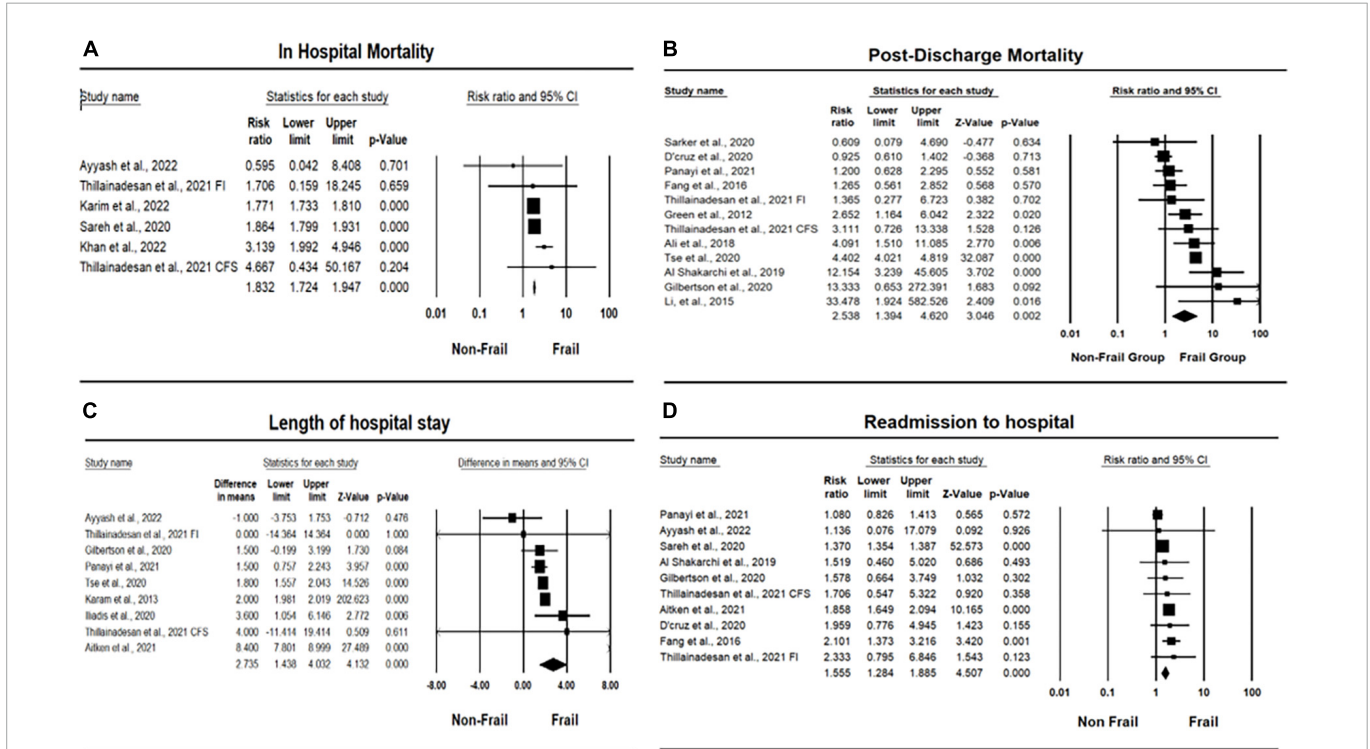 A
In Hospital Mortality
Study name Statistics for each study Risk ratio and 95% CI
Risk ratio Lower limit Upper limit p-Value
Ayyash et al., 2022 0.595 0.042 8.408 0.701
Thillainadesan et al., 2021 FI 1.706 0.159 18.245 0.659
Karim et al., 2022 1.771 1.733 1.810 0.000
Sareh et al., 2020 1.864 1.799 1.931 0.000
Khan et al., 2022 3.139 1.992 4.946 0.000
Thillainadesan et al., 2021 CFS 4.667 0.434 50.167 0.204
1.832 1.724 1.947 0.000
0.01 0.1 1 10 100
Non-Frail Frail
B
Post-Discharge Mortality
Study name Statistics for each study Risk ratio and 95% CI
Risk ratio Lower limit Upper limit Z-Value p-Value
Sarker et al., 2020 0.609 0.079 4.690 -0.477 0.634
D'cruz et al., 2020 0.925 0.610 1.402 -0.368 0.713
Panayi et al., 2021 1.200 0.628 2.295 0.552 0.581
Fang et al., 2016 1.265 0.561 2.852 0.568 0.570
Thillainadesan et al., 2021 FI 1.365 0.277 6.723 0.382 0.702
Green et al., 2012 2.652 1.164 6.042 2.322 0.020
Thillainadesan et al., 2021 CFS 3.111 0.726 13.338 1.528 0.126
Ali et al., 2018 4.091 1.510 11.085 2.770 0.006
Tse et al., 2020 4.402 4.021 4.819 32.087 0.000
Al Shakarchi et al., 2019 12.154 3.239 45.605 3.702 0.000
Gilbertson et al., 2020 13.333 0.653 272.391 1.683 0.092
Li, et al., 2015 33.478 1.924 582.526 2.409 0.016
2.538 1.394 4.620 3.046 0.002
0.01 0.1 1 10 100
Non-Frail Group Frail Group
C
Length of hospital stay
Study name Statistics for each study Difference in means and 95% CI
Difference in means Lower limit Upper limit Z-Value p-Value
Ayyash et al., 2022 -1.000 -3.753 1.753 -0.712 0.476
Thillainadesan et al., 2021 FI 0.000 -14.364 14.364 0.000 1.000
Gilbertson et al., 2020 1.500 -0.199 3.199 1.730 0.084
Panayi et al., 2021 1.500 0.757 2.243 3.957 0.000
Tse et al., 2020 1.800 1.557 2.043 14.526 0.000
Karam et al., 2013 2.000 1.981 2.019 202.623 0.000
Iliadis et al., 2020 3.600 1.054 6.146 2.772 0.006
Thillainadesan et al., 2021 CFS 4.000 -11.414 19.414 0.509 0.611
Aitken et al., 2021 8.400 7.801 8.999 27.489 0.000
2.735 1.438 4.032 4.132 0.000
-8.00 0.00 4.00 8.00
Non-Frail Frail
D
Readmission to hospital
Study name Statistics for each study Risk ratio and 95% CI
Risk ratio Lower limit Upper limit Z-Value p-Value
Panayi et al., 2021 1.080 0.826 1.413 0.565 0.572
Ayyash et al., 2022 1.136 0.076 17.079 0.092 0.926
Sareh et al., 2020 1.370 1.354 1.387 52.573 0.000
Al Shakarchi et al., 2019 1.519 0.460 5.020 0.686 0.493
Gilbertson et al., 2020 1.578 0.664 3.749 1.032 0.302
Thillainadesan et al., 2021 CFS 1.706 0.547 5.322 0.920 0.358
Aitken et al., 2021 1.858 1.649 2.094 10.165 0.000
D'cruz et al., 2020 1.959 0.776 4.945 1.423 0.155
Fang et al., 2016 2.101 1.373 3.216 3.420 0.001
Thillainadesan et al., 2021 FI 2.333 0.795 6.846 1.543 0.123
1.555 1.284 1.885 4.507 0.000
0.01 0.1 1 10 100
Non Frail Frail